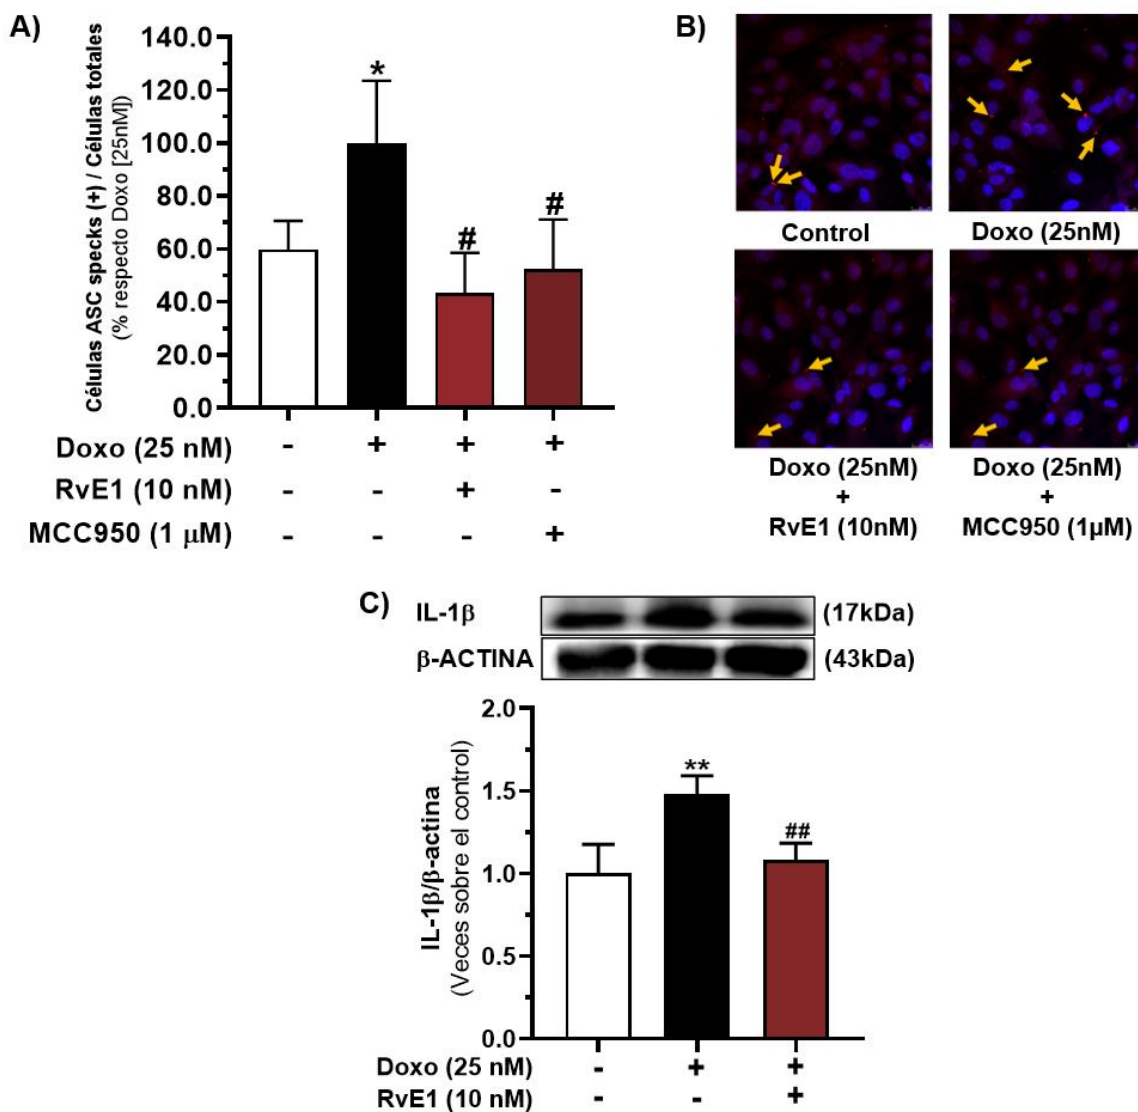 A)
Células ASC specks (+) / Células totales
(% respecto Doxo [25nM])
140.0
120.0
100.0
80.0
60.0
40.0
20.0
0.0
*
#
#
Doxo (25 nM) - + + +
RvE1 (10 nM) - - + -
MCC950 (1 µM) - - - +
B)
Control
Doxo (25nM)
Doxo (25nM)
+
RvE1 (10nM)
Doxo (25nM)
+
MCC950 (1µM)
C)
IL-1β (17kDa)
β-ACTINA (43kDa)
IL-1β/β-actina
(Veces sobre el control)
2.0
1.5
1.0
0.5
0.0
**
##
Doxo (25 nM) - + +
RvE1 (10 nM) - - +